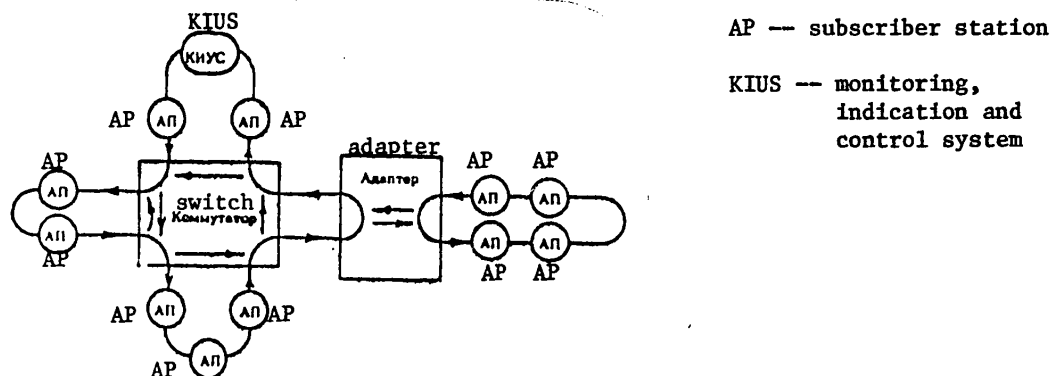 KIUS
КИУС
AP АП АП AP
AP
АП
switch
Коммутатор
АП
AP
adapter
Адаптер
AP AP
АП АП
АП АП
AP AP
AP АП АП AP
AP АП
AP -- subscriber station
KIUS -- monitoring,
indication and
control system